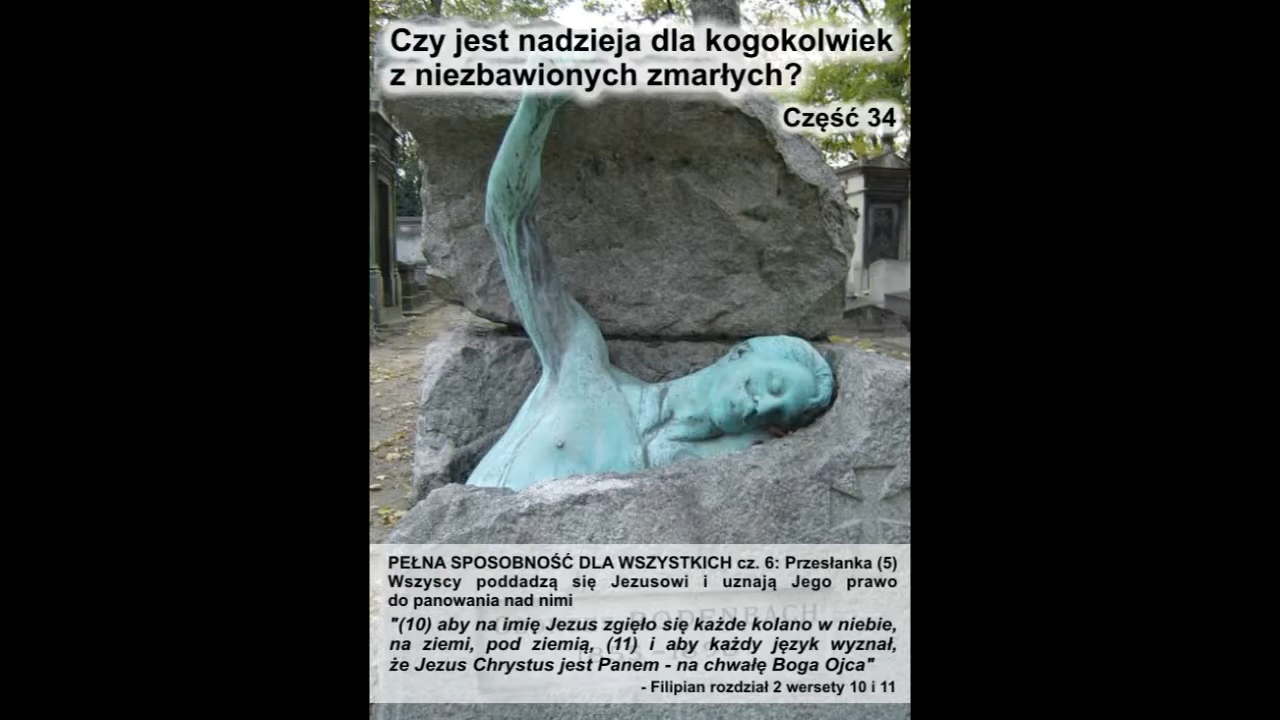 Czy jest nadzieja dla kogokolwiek
z niezbawionych zmarłych?
Część 34
PEŁNA SPOSOBNOŚĆ DLA WSZYSTKICH cz. 6: Przesłanka (5)
Wszyscy poddadzą się Jezusowi i uznają Jego prawo
do panowania nad nimi
"(10) aby na imię Jezus zgięło się każde kolano w niebie,
na ziemi, pod ziemią, (11) i aby każdy język wyznał,
że Jezus Chrystus jest Panem - na chwałę Boga Ojca"
- Filipian rozdział 2 wersety 10 i 11
RODENBACH